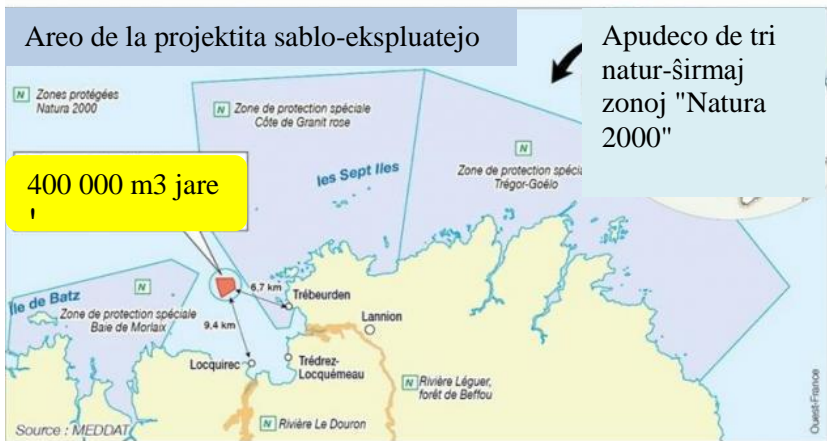 Areo de la projektita sablo-ekspluatejo
Apudeco de tri
natur-ŝirmaj
zonoj "Natura
2000"
N Zones protégées
Natura 2000
N Zone de protection spéciale
Côte de Granit rose
N
Zone de protection spécia
Trégor-Goëlo
les Sept Iles
400 000 m3 jare
!
Île de Batz
N
Zone de protection spéciale
Baie de Morlaix
6,7 km
9,4 km
Trébeurden
Lannion
Locquirec
Trédrez-
Locquémeau
N Rivière Léguer,
forêt de Beffou
N Rivière Le Douron
Source : MEDDAT
Ouest-France